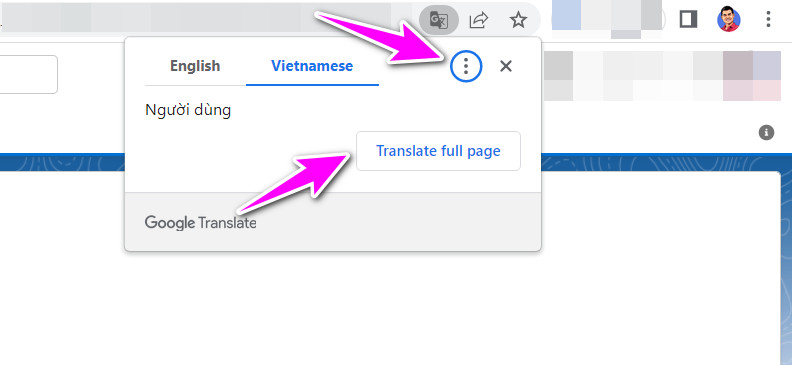 English Vietnamese
Người dùng
Translate full page
Google Translate